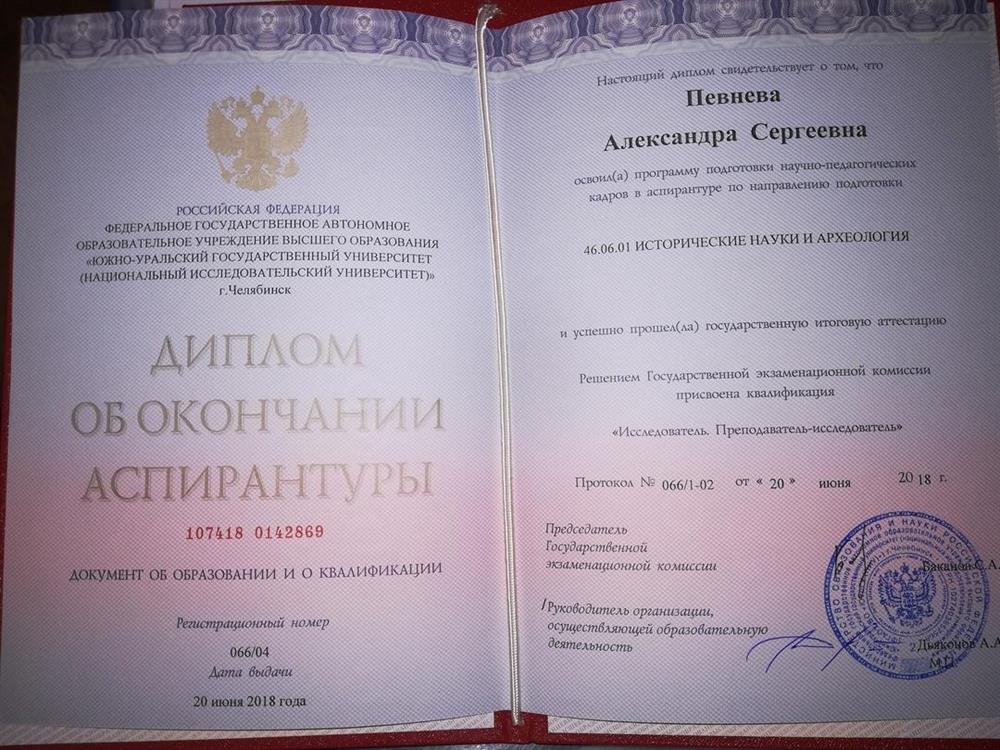 РОССИЙСКАЯ ФЕДЕРАЦИЯ
ФЕДЕРАЛЬНОЕ ГОСУДАРСТВЕННОЕ АВТОНОМНОЕ
ОБРАЗОВАТЕЛЬНОЕ УЧРЕЖДЕНИЕ ВЫСШЕГО ОБРАЗОВАНИЯ
«ЮЖНО-УРАЛЬСКИЙ ГОСУДАРСТВЕННЫЙ УНИВЕРСИТЕТ
(НАЦИОНАЛЬНЫЙ ИССЛЕДОВАТЕЛЬСКИЙ УНИВЕРСИТЕТ)»
г.Челябинск
ДИПЛОМ
ОБ ОКОНЧАНИИ
АСПИРАНТУРЫ
107418 0142869
ДОКУМЕНТ ОБ ОБРАЗОВАНИИ И О КВАЛИФИКАЦИИ
Регистрационный номер
066/04
Дата выдачи
20 июня 2018 года
Настоящий диплом свидетельствует о том, что
Певнева
Александра Сергеевна
освоил(а) программу подготовки научно-педагогических
кадров в аспирантуре по направлению подготовки
46.06.01 ИСТОРИЧЕСКИЕ НАУКИ И АРХЕОЛОГИЯ
и успешно прошел(ла) государственную итоговую аттестацию
Решением Государственной экзаменационной комиссии
присвоена квалификация
«Исследователь. Преподаватель-исследователь»
Протокол № 066/1-02 от « 20 » июня 20 18 г.
Председатель
Государственной
экзаменационной комиссии
Баканов С.А.
Руководитель организации,
осуществляющей образовательную
деятельность
Дьяконов А.А.
М.П.